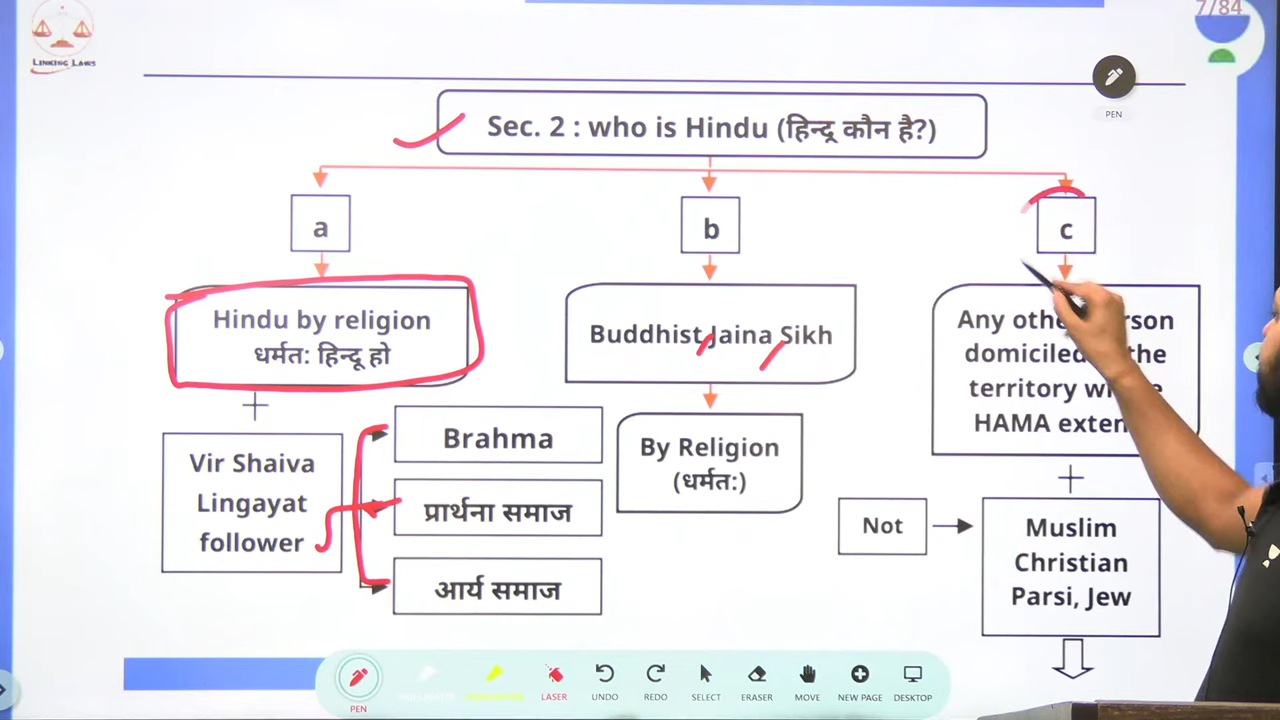 7/84
LINKING LAWS
PEN
Sec. 2 : who is Hindu (हिन्दू कौन है?)
a
b
c
Hindu by religion
धर्मत: हिन्दू हो
Buddhist Jaina Sikh
Any other
domiciled the
territory
HAMA
By Religion
(धर्मत:)
Vir Shaiva
Lingayat
follower
Brahma
प्रार्थना समाज
आर्य समाज
Not
Muslim
Christian
Parsi, Jew
PEN
LASER
UNDO
REDO
SELECT
ERASER
MOVE
NEW PAGE
DESKTOP